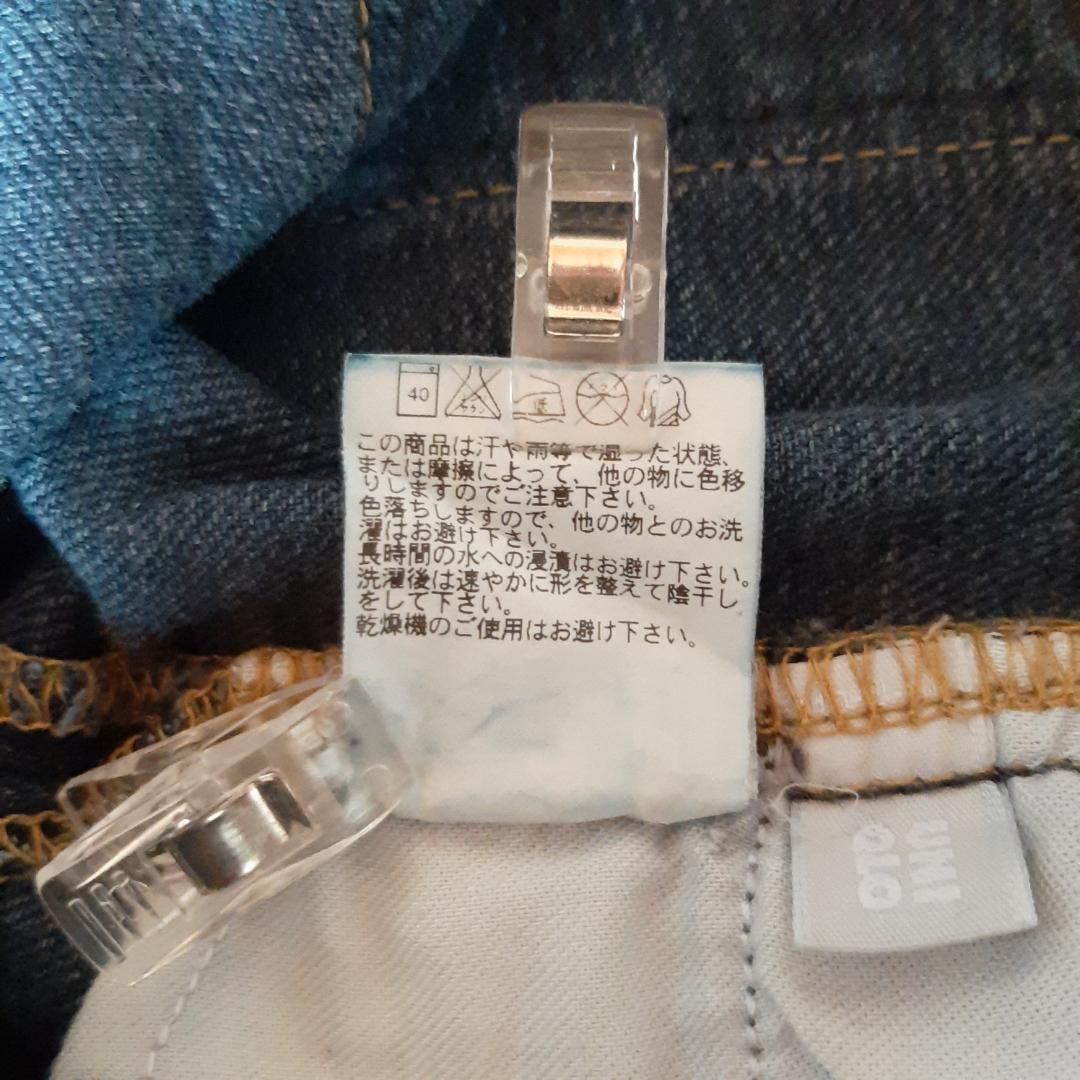 40
低
この商品は汗や雨等で湿った状態、
または摩擦によって、他の物に色移
りしますのでご注意下さい。
色落ちしますので、他の物とのお洗
濯はお避け下さい。
長時間の水への浸漬はお避け下さい。
洗濯後は速やかに形を整えて陰干し
をして下さい。
乾燥機のご使用はお避け下さい。
UNI
QLO